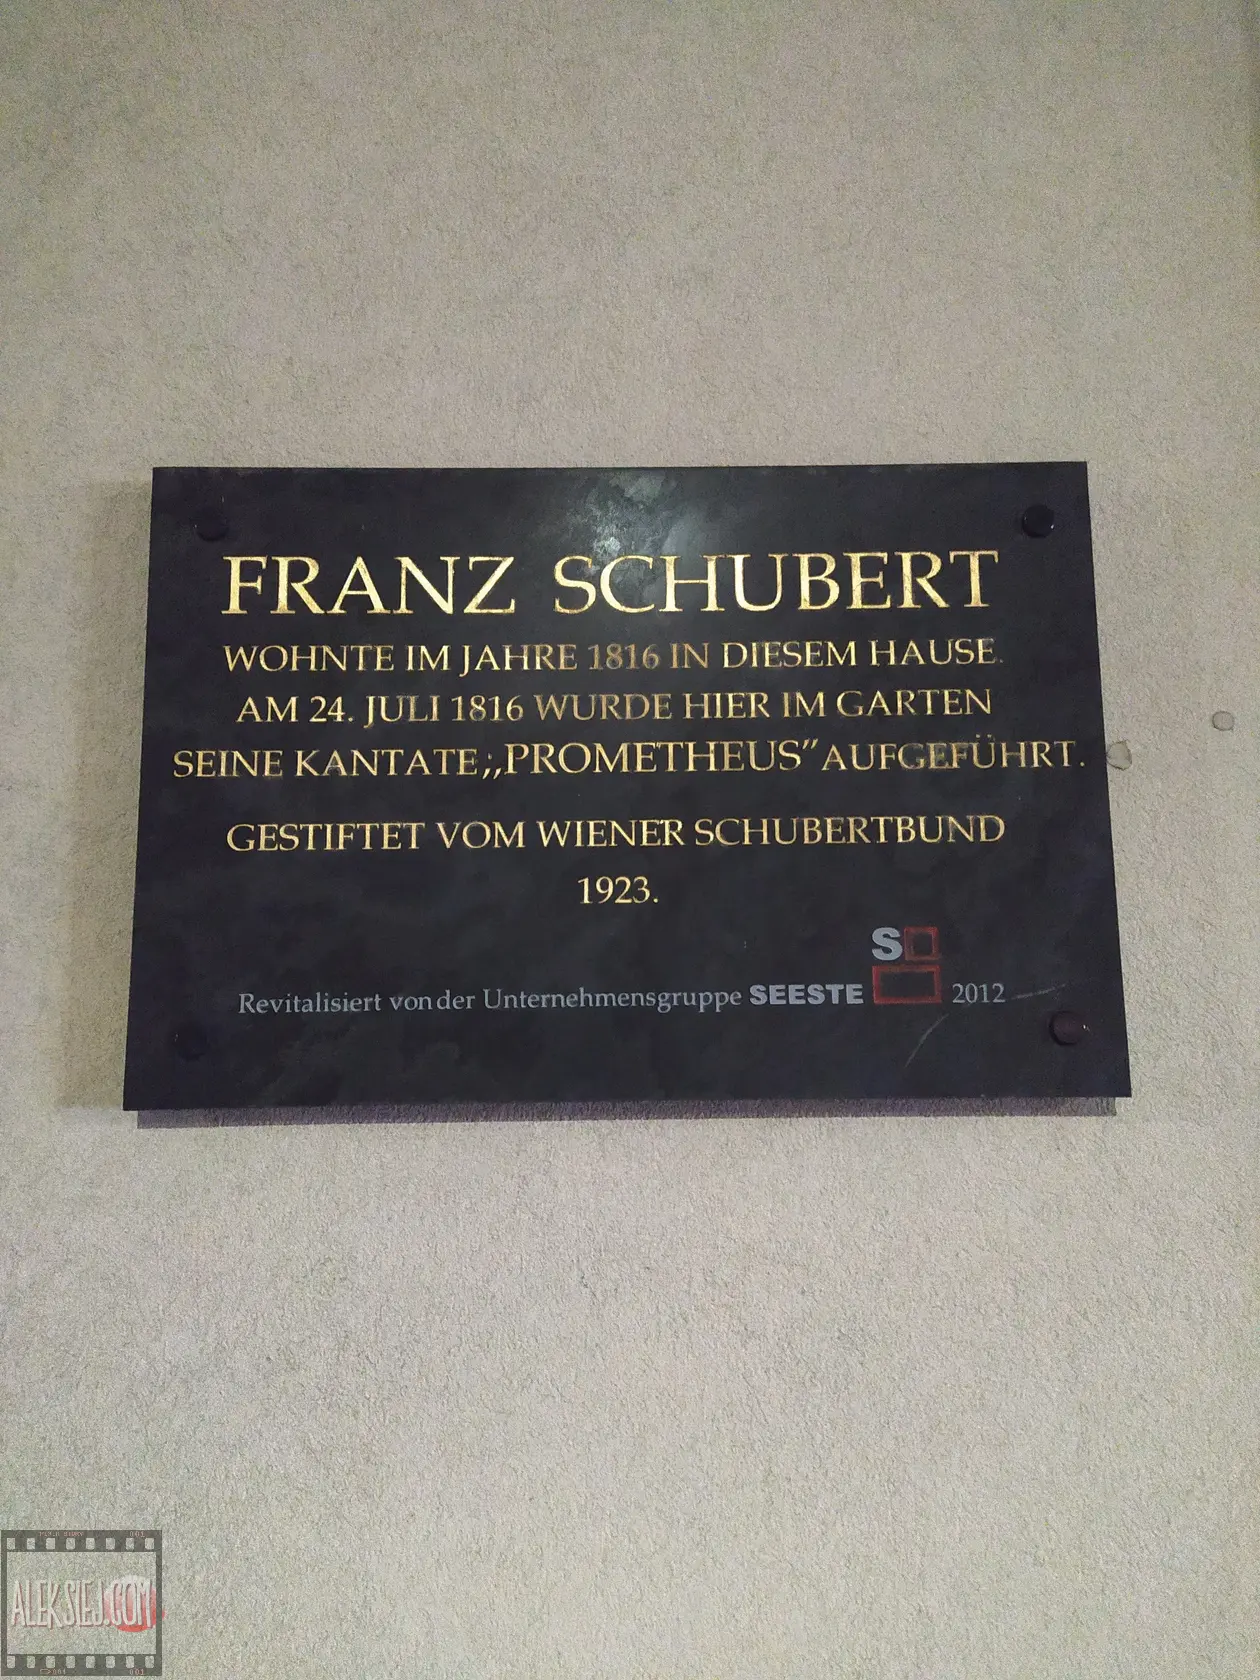 FRANZ SCHUBERT
WOHNTE IM JAHRE 1816 IN DIESEM HAUSE.
AM 24. JULI 1816 WURDE HIER IM GARTEN
SEINE KANTATE;„PROMETHEUS” AUFGEFÜHRT.
GESTIFTET VOM WIENER SCHUBERTBUND
1923.
S
Revitalisiert von der Unternehmensgruppe SEESTE 2012
ALEKSIEJ.COM